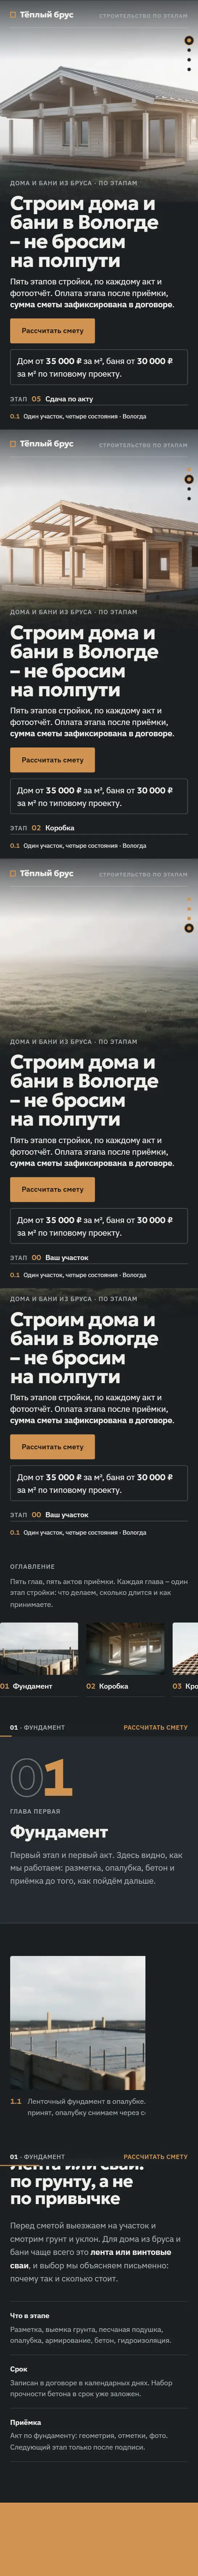 Тёплый брус
СТРОИТЕЛЬСТВО ПО ЭТАПАМ
ДОМА И БАНИ ИЗ БРУСА · ПО ЭТАПАМ
Строим дома и
бани в Вологде
– не бросим
на полпути
Пять этапов стройки, по каждому акт и
фотоотчёт. Оплата этапа после приёмки,
сумма сметы зафиксирована в договоре.
Рассчитать смету
Дом от 35 000 ₽ за м², баня от 30 000 ₽
за м² по типовому проекту.
ЭТАП 05 Сдача по акту
0.1 Один участок, четыре состояния · Вологда
Тёплый брус
СТРОИТЕЛЬСТВО ПО ЭТАПАМ
ДОМА И БАНИ ИЗ БРУСА · ПО ЭТАПАМ
Строим дома и
бани в Вологде
– не бросим
на полпути
Пять этапов стройки, по каждому акт и
фотоотчёт. Оплата этапа после приёмки,
сумма сметы зафиксирована в договоре.
Рассчитать смету
Дом от 35 000 ₽ за м², баня от 30 000 ₽
за м² по типовому проекту.
ЭТАП 02 Коробка
0.1 Один участок, четыре состояния · Вологда
Тёплый брус
СТРОИТЕЛЬСТВО ПО ЭТАПАМ
ДОМА И БАНИ ИЗ БРУСА · ПО ЭТАПАМ
Строим дома и
бани в Вологде
– не бросим
на полпути
Пять этапов стройки, по каждому акт и
фотоотчёт. Оплата этапа после приёмки,
сумма сметы зафиксирована в договоре.
Рассчитать смету
Дом от 35 000 ₽ за м², баня от 30 000 ₽
за м² по типовому проекту.
ЭТАП 00 Ваш участок
0.1 Один участок, четыре состояния · Вологда
ДОМА И БАНИ ИЗ БРУСА · ПО ЭТАПАМ
Строим дома и
бани в Вологде
– не бросим
на полпути
Пять этапов стройки, по каждому акт и
фотоотчёт. Оплата этапа после приёмки,
сумма сметы зафиксирована в договоре.
Рассчитать смету
Дом от 35 000 ₽ за м², баня от 30 000 ₽
за м² по типовому проекту.
ЭТАП 00 Ваш участок
0.1 Один участок, четыре состояния · Вологда
ОГЛАВЛЕНИЕ
Пять глав, пять актов приёмки. Каждая глава – один
этап стройки: что делаем, сколько длится и как
принимаете.
01 Фундамент
02 Коробка
03 Кро
01 · ФУНДАМЕНТ
РАССЧИТАТЬ СМЕТУ
01
ГЛАВА ПЕРВАЯ
Фундамент
Первый этап и первый акт. Здесь видно, как
мы работаем: разметка, опалубка, бетон и
приёмка до того, как пойдём дальше.
1.1 Ленточный фундамент в опалубке.
принят, опалубку снимаем через с
01 · ФУНДАМЕНТ
РАССЧИТАТЬ СМЕТУ
Лента или сваи:
по грунту, а не
по привычке
Перед сметой выезжаем на участок и
смотрим грунт и уклон. Для дома из бруса и
бани чаще всего это лента или винтовые
сваи, и выбор мы объясняем письменно:
почему так и сколько стоит.
Что в этапе
Разметка, выемка грунта, песчаная подушка,
опалубка, армирование, бетон, гидроизоляция.
Срок
Записан в договоре в календарных днях. Набор
прочности бетона в срок уже заложен.
Приёмка
Акт по фундаменту: геометрия, отметки, фото.
Следующий этап только после подписи.